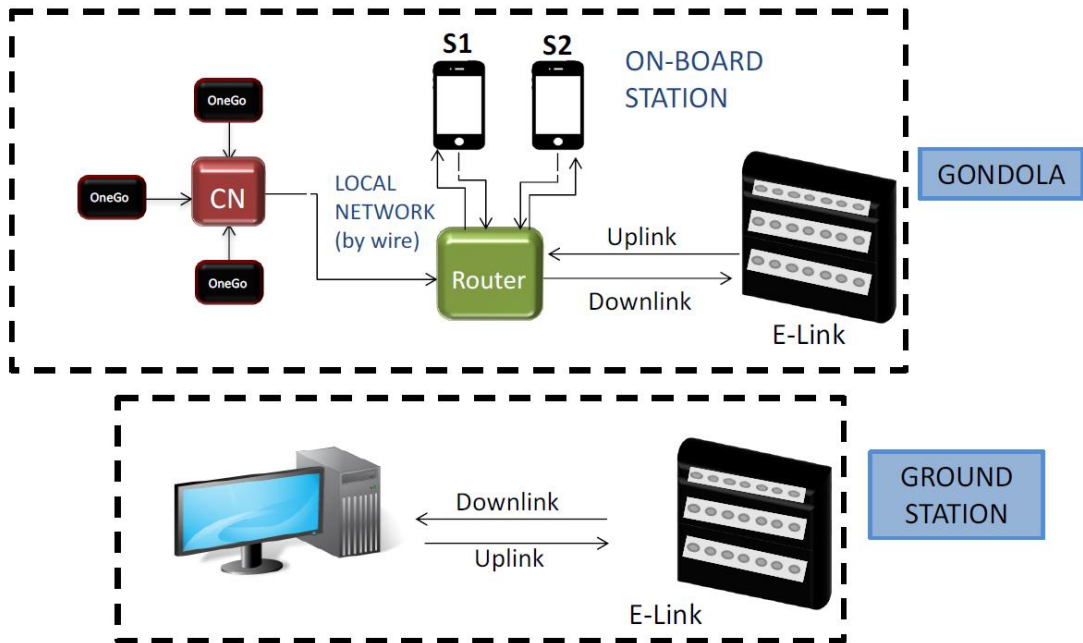 S1
S2
ON-BOARD
STATION
OneGo
OneGo
CN
OneGo
LOCAL
NETWORK
(by wire)
Router
Uplink
Downlink
E-Link
GONDOLA
Downlink
Uplink
E-Link
GROUND
STATION